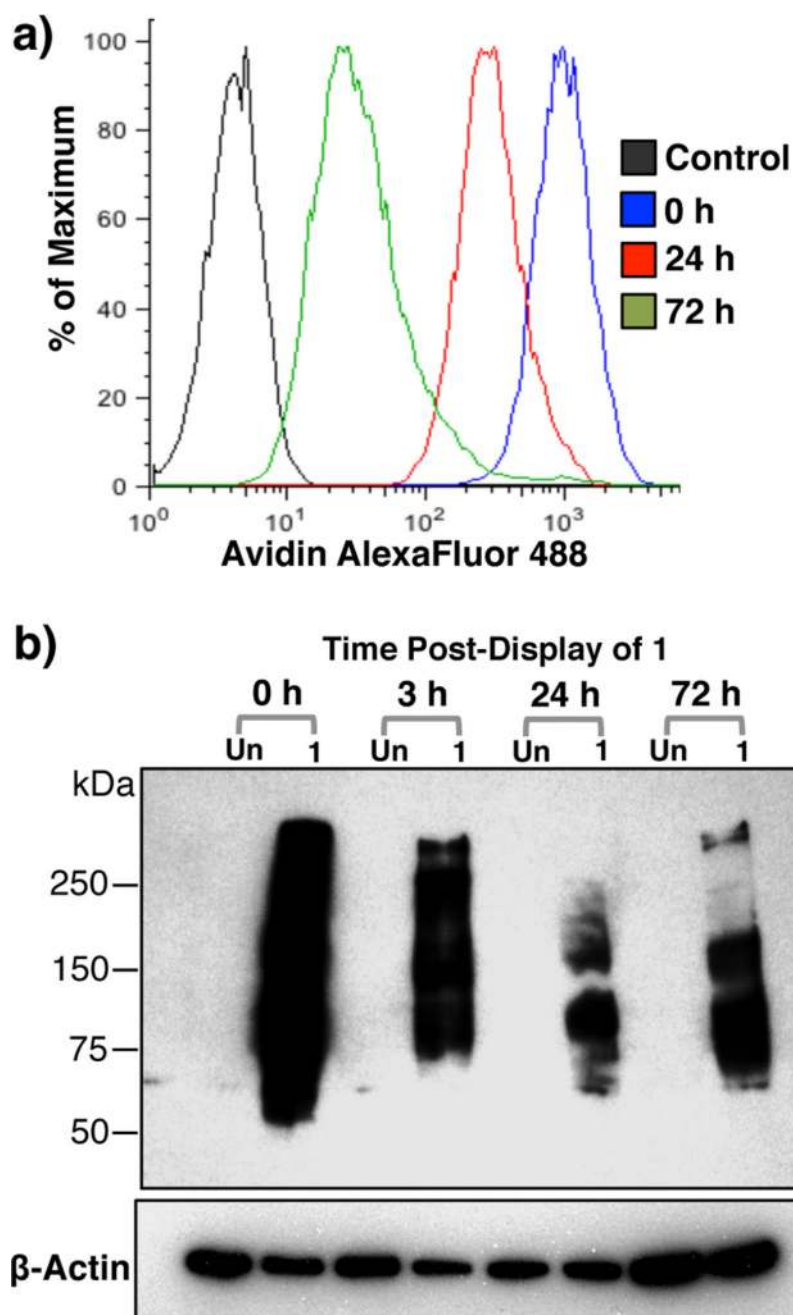 a)
100
80
60
40
20
0
% of Maximum
10⁰ 10¹ 10² 10³
Avidin AlexaFluor 488
Control
0 h
24 h
72 h
b)
Time Post-Display of 1
0 h 3 h 24 h 72 h
Un 1 Un 1 Un 1 Un 1
kDa
250
150
75
50
β-Actin